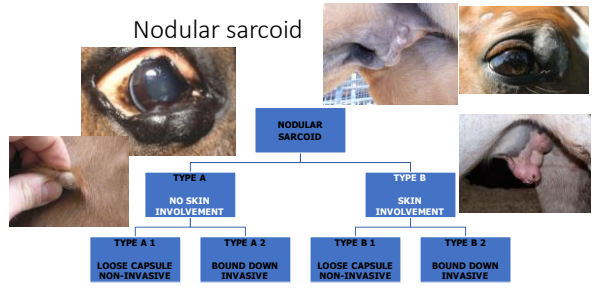 Nodular sarcoid
NODULAR
SARCOID
TYPE A
NO SKIN
INVOLVEMENT
TYPE B
SKIN
INVOLVEMENT
TYPE A 1
LOOSE CAPSULE
NON-INVASIVE
TYPE A 2
BOUND DOWN
INVASIVE
TYPE B 1
LOOSE CAPSULE
NON-INVASIVE
TYPE B 2
BOUND DOWN
INVASIVE